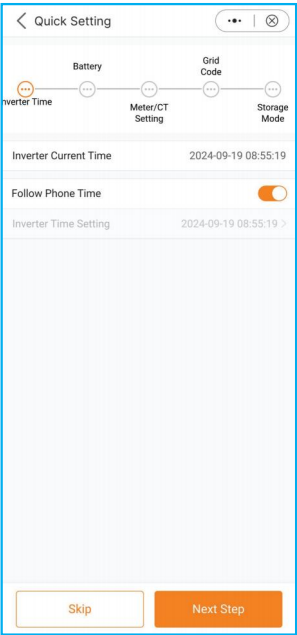 Quick Setting
Battery
Grid
Code
nverter Time
Meter/CT
Setting
Storage
Mode
Inverter Current Time 2024-09-19 08:55:19
Follow Phone Time
Inverter Time Setting 2024-09-19 08:55:19 >
Skip Next Step